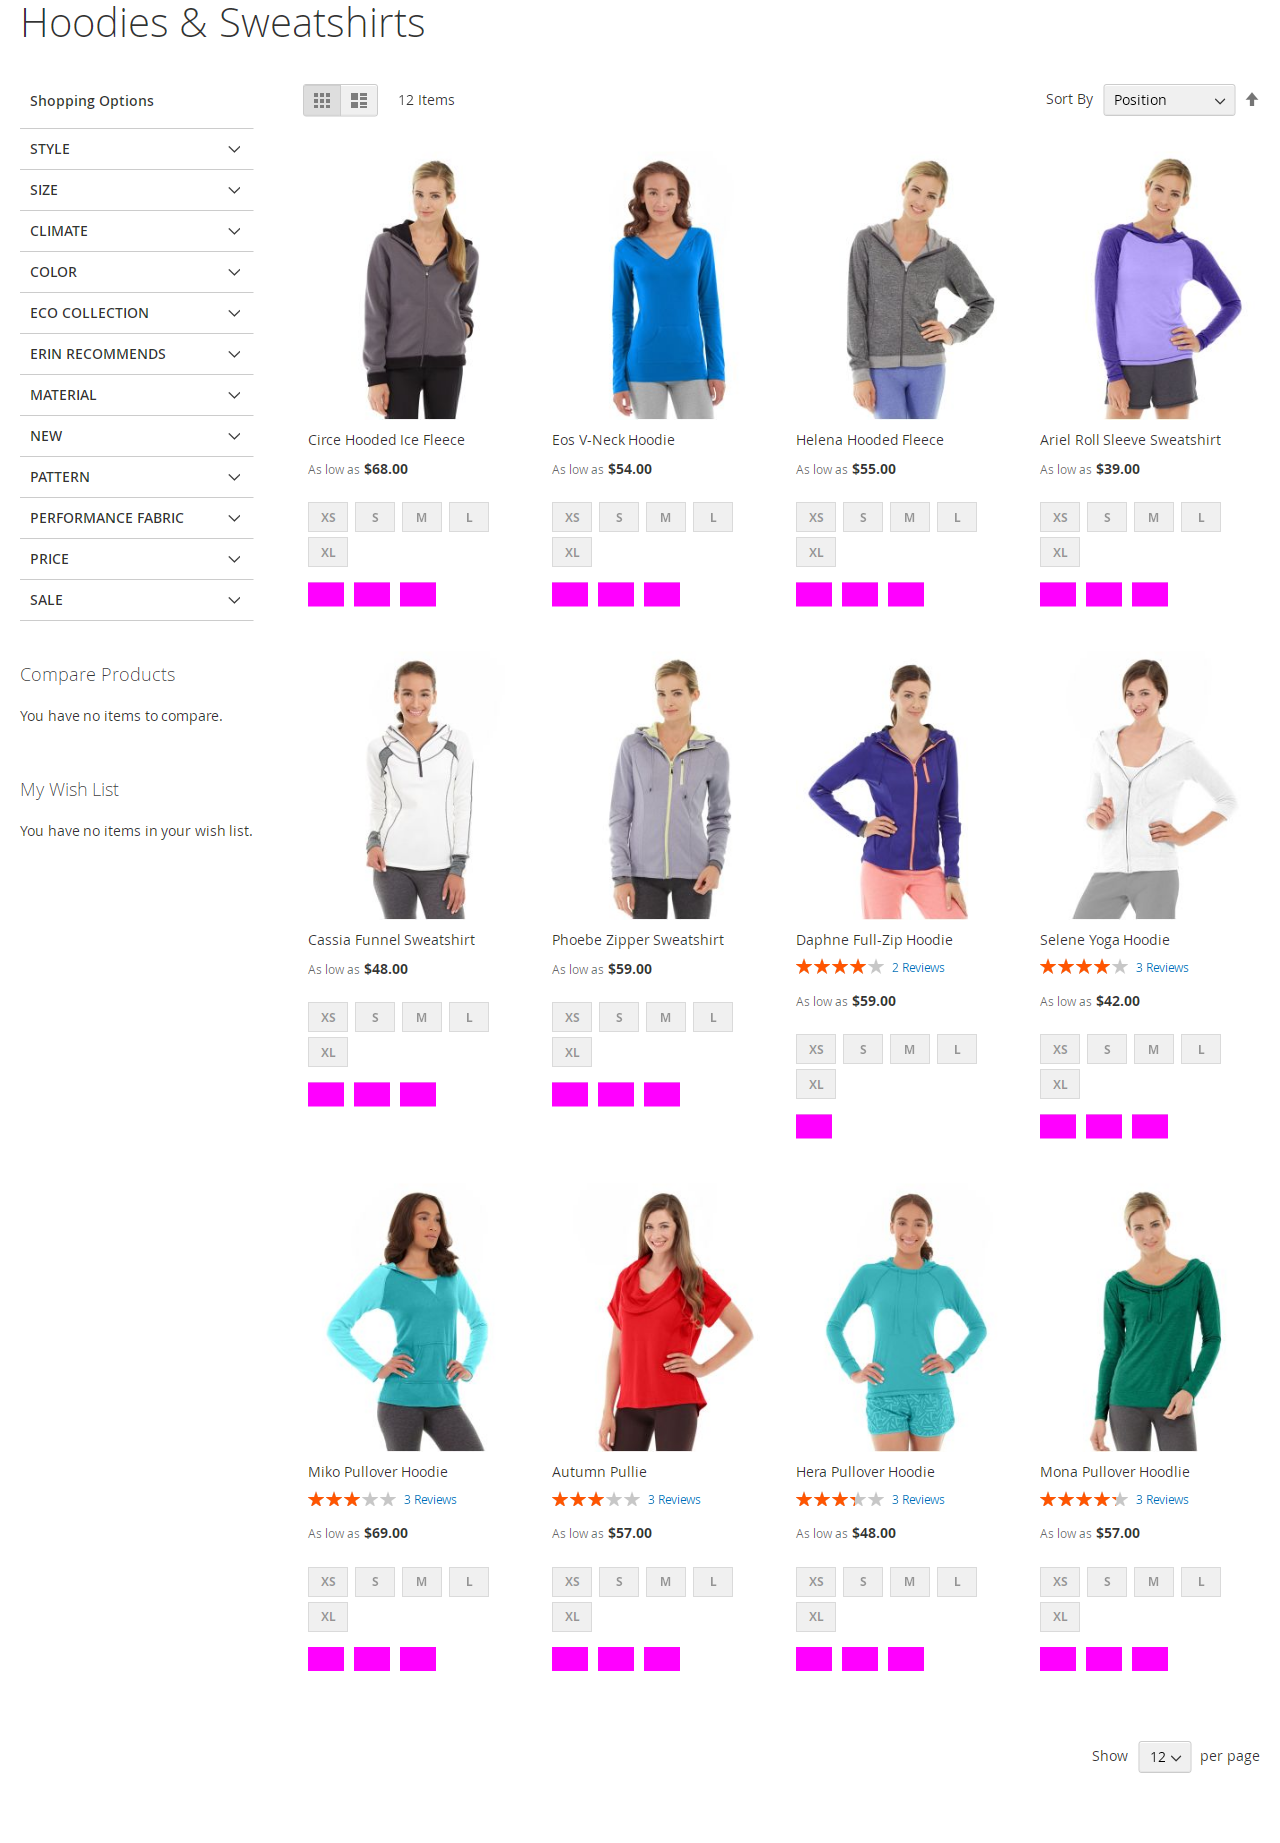 Hoodies & Sweatshirts
Shopping Options
12 Items
Sort By
Position
STYLE
SIZE
CLIMATE
COLOR
ECO COLLECTION
ERIN RECOMMENDS
MATERIAL
NEW
PATTERN
PERFORMANCE FABRIC
PRICE
SALE
Compare Products
You have no items to compare.
My Wish List
You have no items in your wish list.
Circe Hooded Ice Fleece
As low as $68.00
XS S M L
XL
Eos V-Neck Hoodie
As low as $54.00
XS S M L
XL
Helena Hooded Fleece
As low as $55.00
XS S M L
XL
Ariel Roll Sleeve Sweatshirt
As low as $39.00
XS S M L
XL
Cassia Funnel Sweatshirt
As low as $48.00
XS S M L
XL
Phoebe Zipper Sweatshirt
As low as $59.00
XS S M L
XL
Daphne Full-Zip Hoodie
2 Reviews
As low as $59.00
XS S M L
XL
Selene Yoga Hoodie
3 Reviews
As low as $42.00
XS S M L
XL
Miko Pullover Hoodie
3 Reviews
As low as $69.00
XS S M L
XL
Autumn Pullie
3 Reviews
As low as $57.00
XS S M L
XL
Hera Pullover Hoodie
3 Reviews
As low as $48.00
XS S M L
XL
Mona Pullover Hoodlie
3 Reviews
As low as $57.00
XS S M L
XL
Show 12 per page